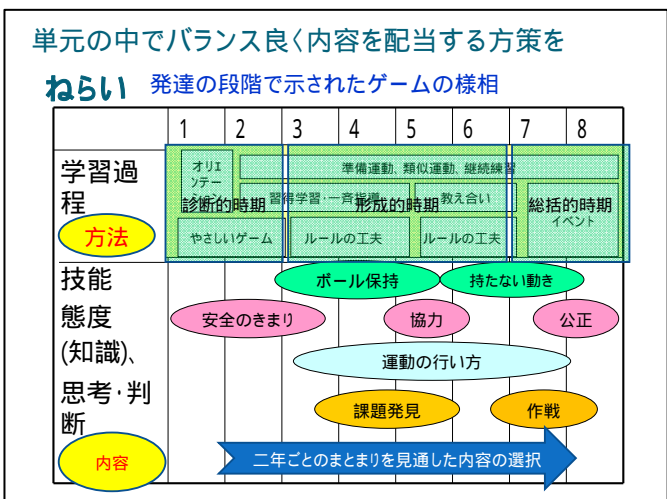 単元の中でバランス良く内容を配当する方策を
ねらい 発達の段階で示されたゲームの様相
1 2 3 4 5 6 7 8
学習過
程
方法
オリエ
ンテー
ション
準備運動、類似運動、継続練習
習得学習・一斉指導
教え合い
診断的時期
形成的時期
総括的時期
イベント
やさしいゲーム
ルールの工夫
ルールの工夫
技能
ボール保持
持たない動き
態度
安全のきまり
協力
公正
(知識)、
運動の行い方
思考・判
断
課題発見
作戦
内容
二年ごとのまとまりを見通した内容の選択